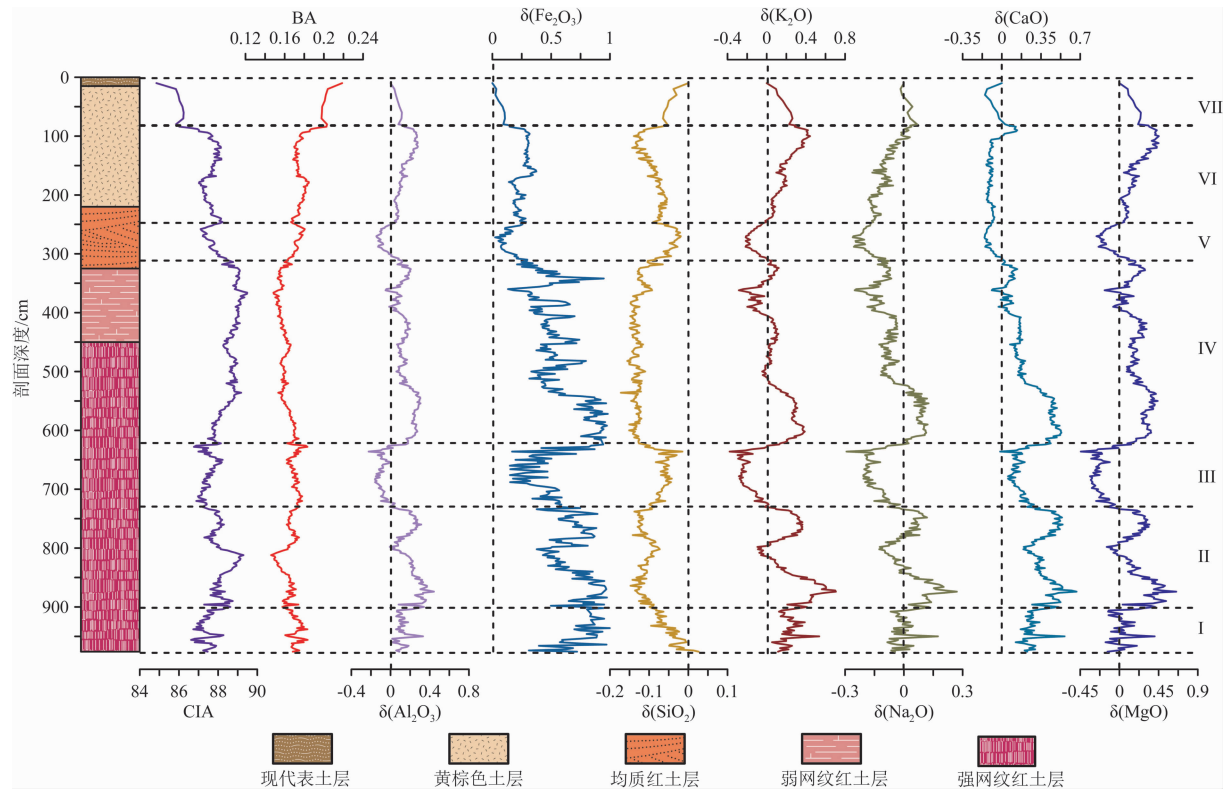 BA
δ(Fe₂O₃)
δ(K₂O)
δ(CaO)
0.12 0.16 0.2 0.24
0 0.5 1
-0.4 0 0.4 0.8
-0.35 0 0.35 0.7
剖面深度/cm
0
100
200
300
400
500
600
700
800
900
VII
VI
V
IV
III
II
I
84 86 88 90
-0.4 0 0.4 0.8
-0.2 -0.1 0 0.1
-0.3 0 0.3
-0.45 0 0.45 0.9
CIA
δ(Al₂O₃)
δ(SiO₂)
δ(Na₂O)
δ(MgO)
现代表土层 黄棕色土层 均质红土层 弱网纹红土层 强网纹红土层